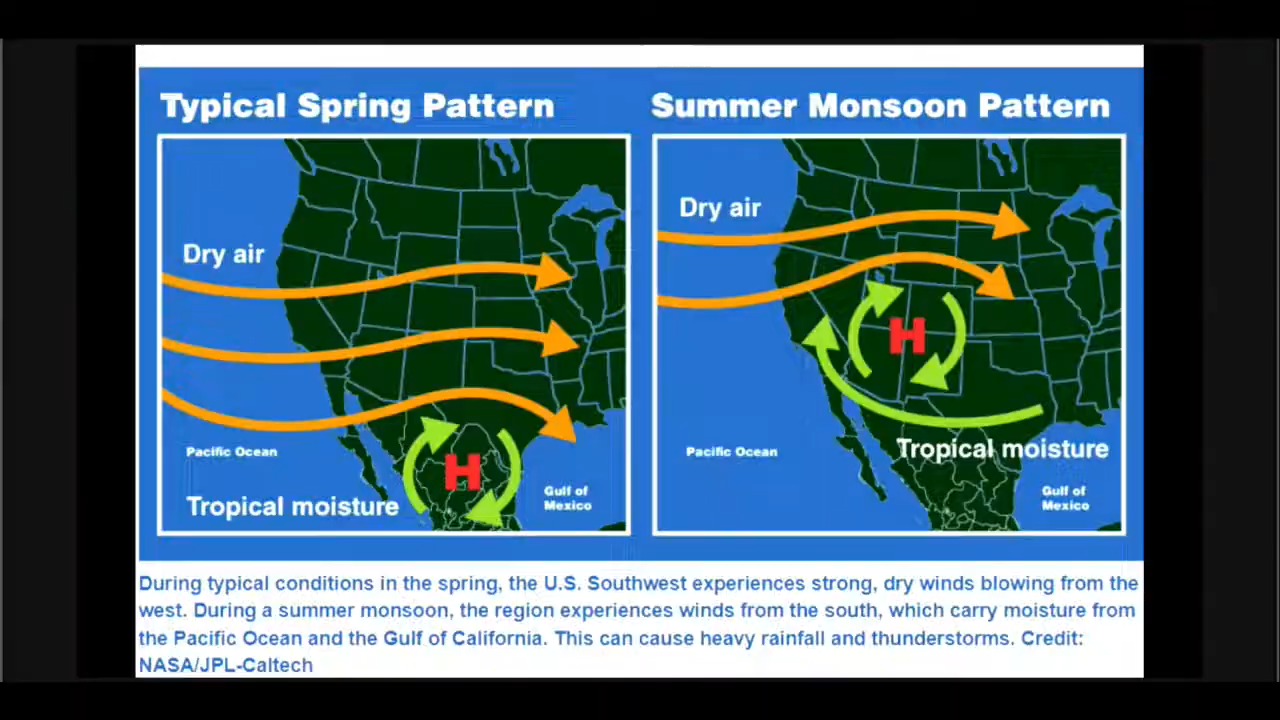 Typical Spring Pattern
Dry air
Pacific Ocean
Tropical moisture
H
Gulf of
Mexico
Summer Monsoon Pattern
Dry air
H
Tropical moisture
Pacific Ocean
Gulf of
Mexico
During typical conditions in the spring, the U.S. Southwest experiences strong, dry winds blowing from the
west. During a summer monsoon, the region experiences winds from the south, which carry moisture from
the Pacific Ocean and the Gulf of California. This can cause heavy rainfall and thunderstorms. Credit:
NASA/JPL-Caltech